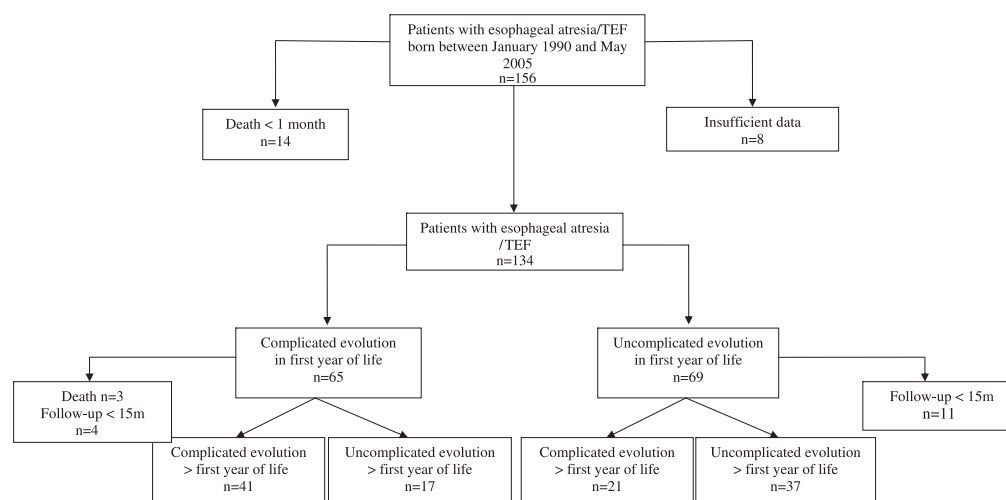 Patients with esophageal atresia/TEF
born between January 1990 and May
2005
n=156
Death < 1 month
n=14
Insufficient data
n=8
Patients with esophageal atresia
/TEF
n=134
Complicated evolution
in first year of life
n=65
Uncomplicated evolution
in first year of life
n=69
Death n=3
Follow-up < 15m
n=4
Follow-up < 15m
n=11
Complicated evolution
> first year of life
n=41
Uncomplicated evolution
> first year of life
n=17
Complicated evolution
> first year of life
n=21
Uncomplicated evolution
> first year of life
n=37